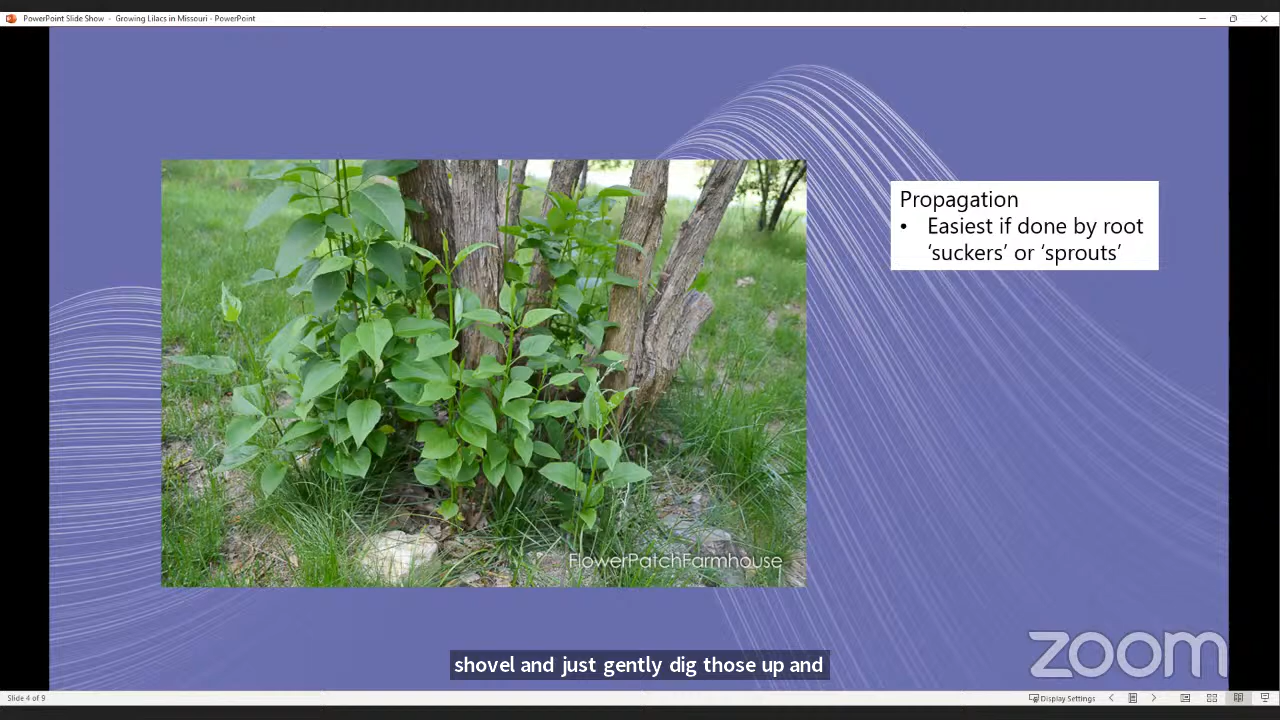 PowerPoint Slide Show - Growing Lilacs in Missouri - PowerPoint
Propagation
• Easiest if done by root
‘suckers’ or ‘sprouts’
FlowerPatchFarmhouse
shovel and just gently dig those up and
zoom
Slide 4 of 9
Display Settings